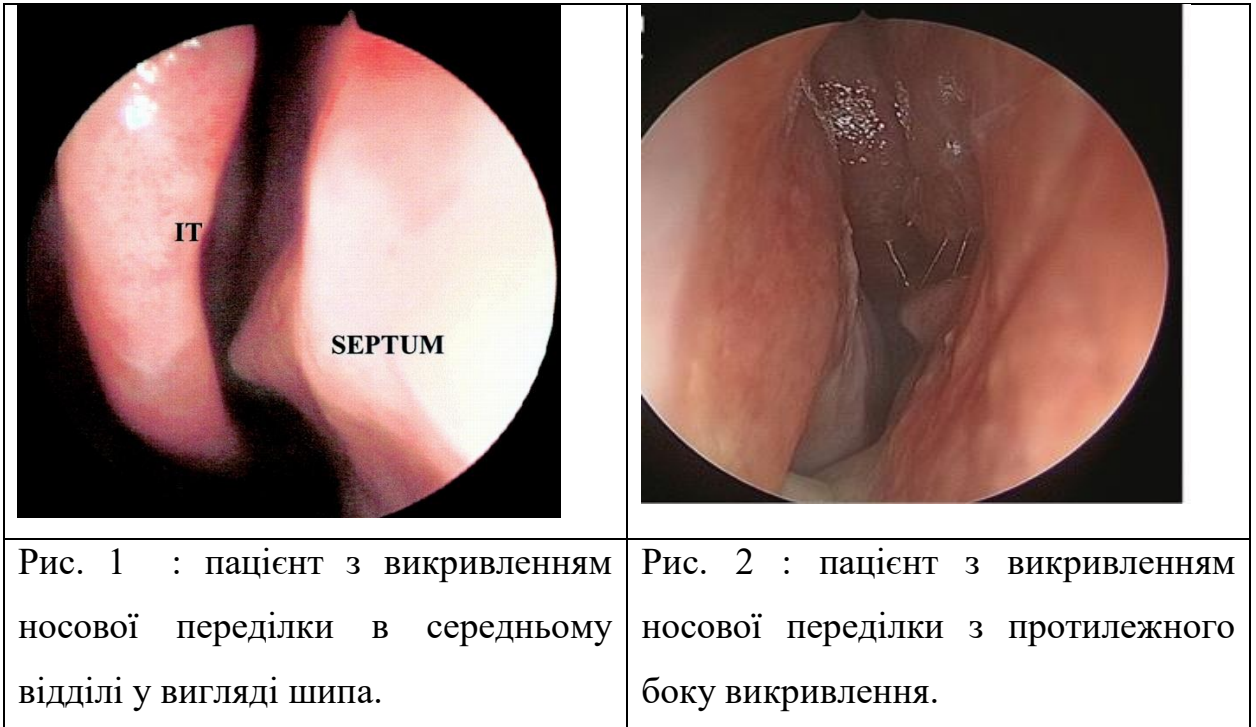 IT
SEPTUM
Рис. 1 : пацієнт з викривленням
носової переділки в середньому
відділі у вигляді шипа.
Рис. 2 : пацієнт з викривленням
носової переділки з протилежного
боку викривлення.